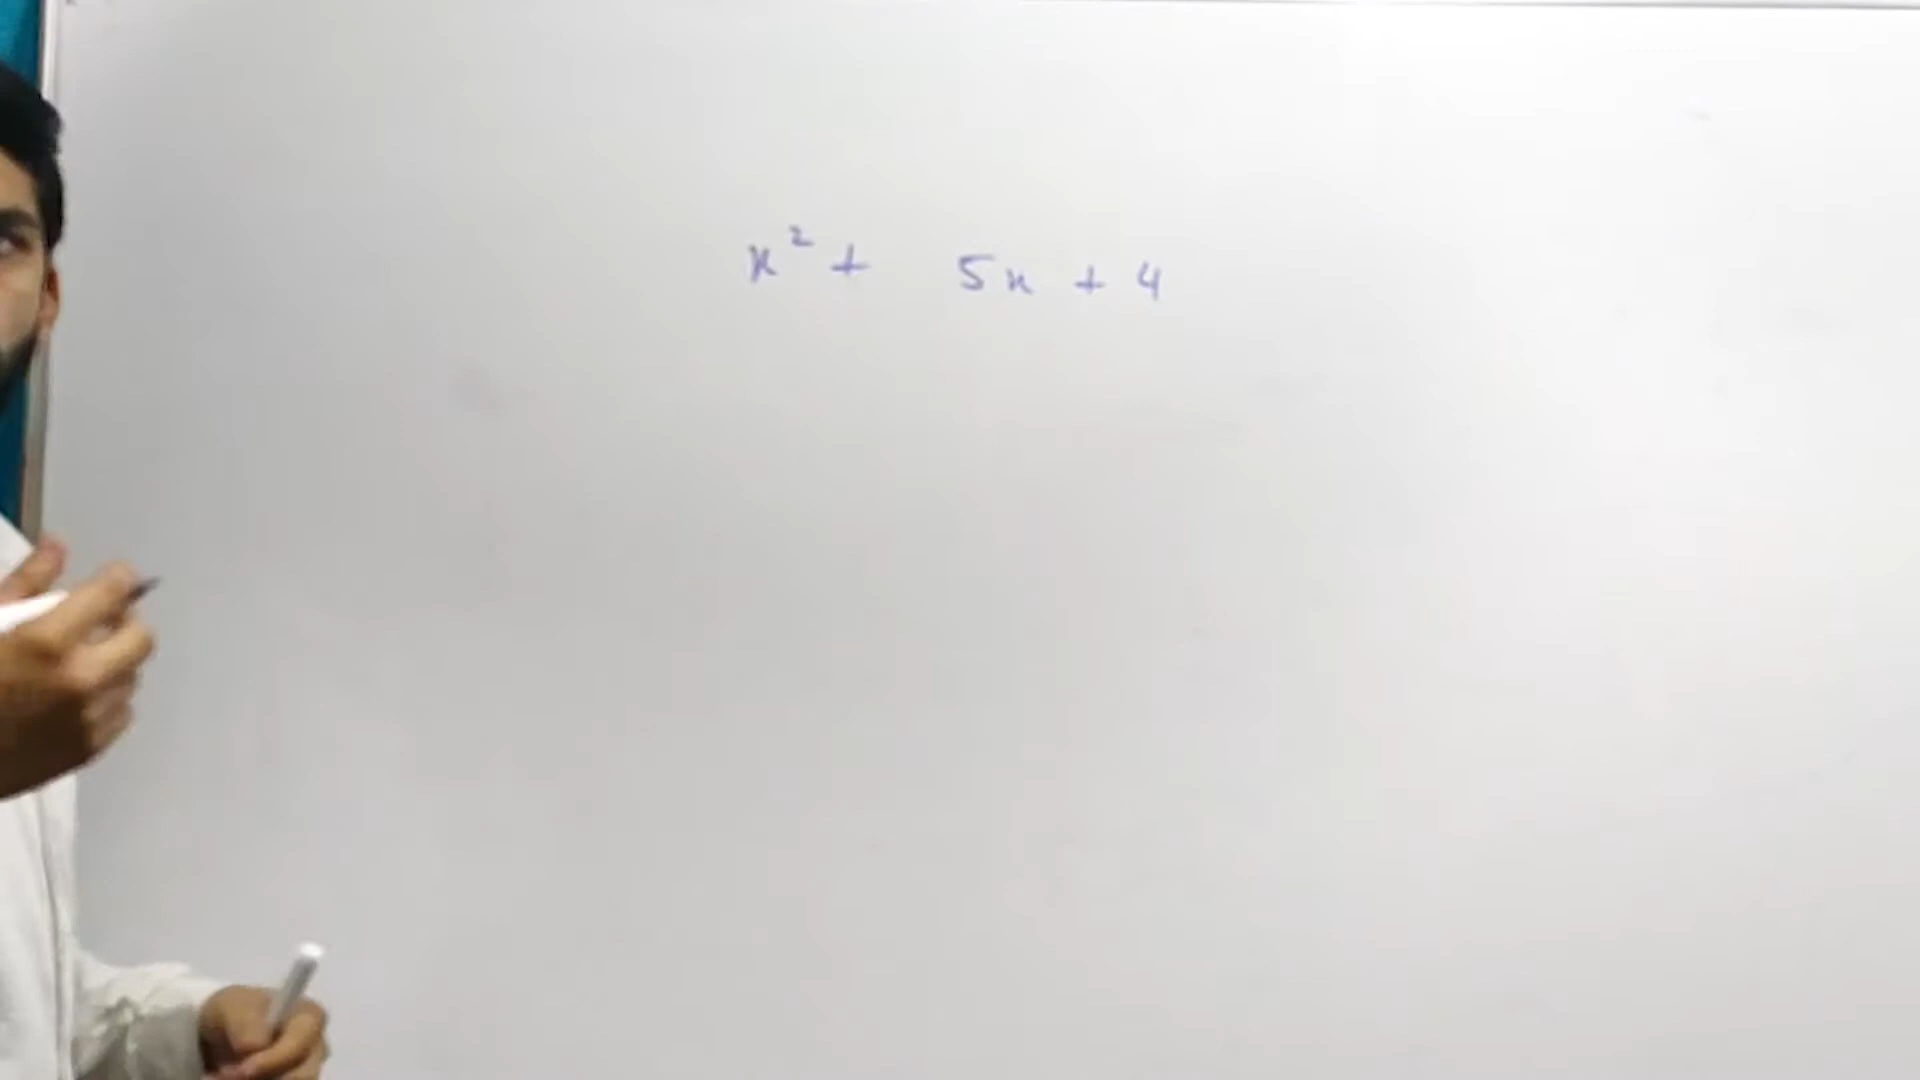 x² + 5x + 4